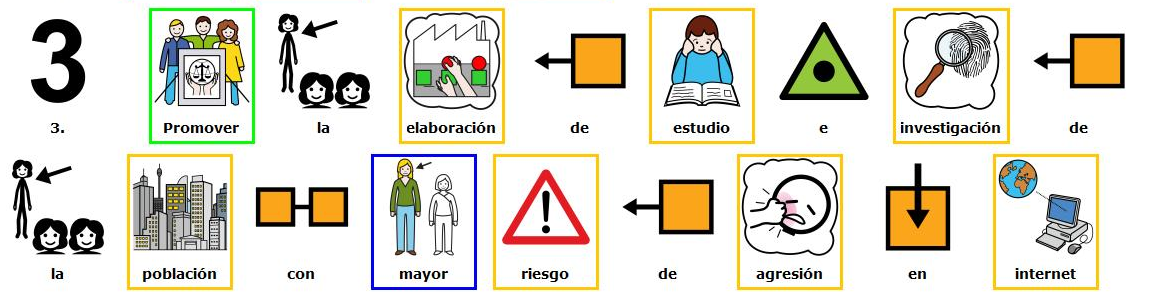 3
3. Promover la elaboración de estudio e investigación de
la población con mayor riesgo de agresión en internet